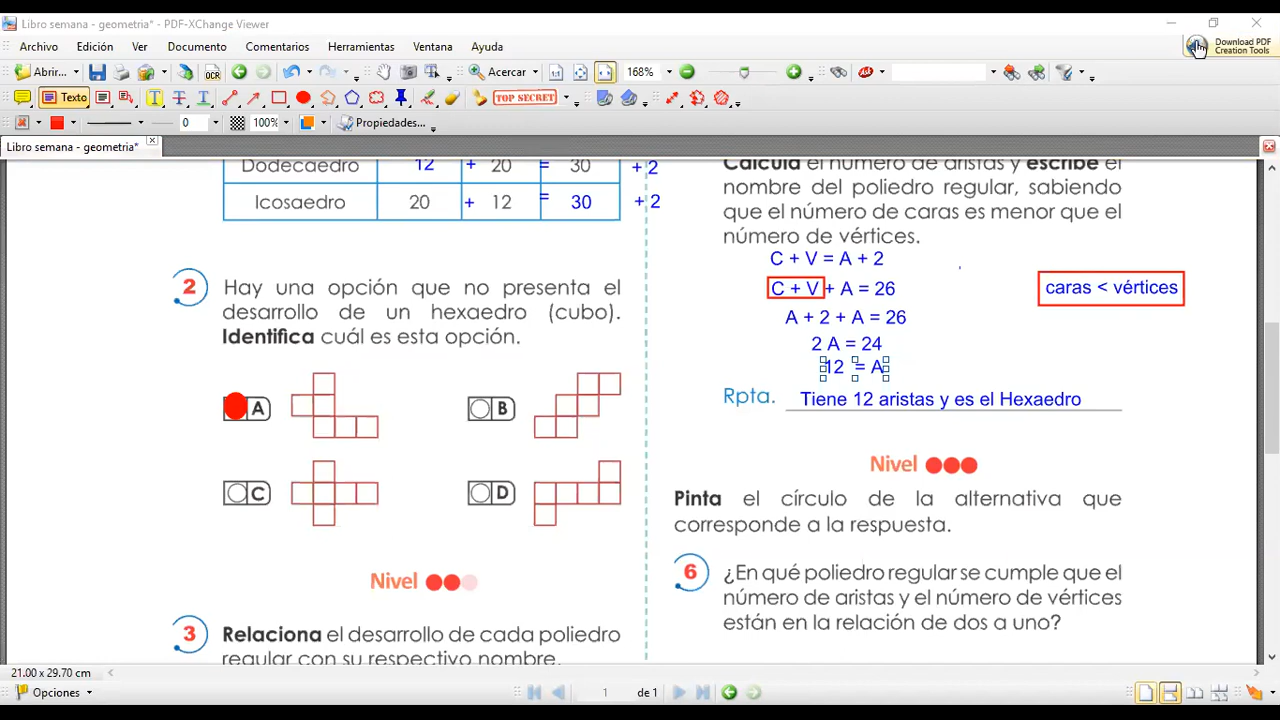 Libro semana - geometria* - PDF-XChange Viewer
Archivo Edición Ver Documento Comentarios Herramientas Ventana Ayuda
Download PDF
Creation Tools
Abrir... OCR Acercar 1:1 168%
Texto T T T TOP SECRET
0 100% Propiedades...
Libro semana - geometria*
Dodecaedro 12 + 20 = 30 + 2
Icosaedro 20 + 12 = 30 + 2
2
Hay una opción que no presenta el
desarrollo de un hexaedro (cubo).
Identifica cuál es esta opción.
A B
C D
Nivel
3
Relaciona el desarrollo de cada poliedro
regular con su respectivo nombre.
Calcula el número de aristas y escribe el
nombre del poliedro regular, sabiendo
que el número de caras es menor que el
número de vértices.
C + V = A + 2
C + V + A = 26
caras < vértices
A + 2 + A = 26
2 A = 24
12 = A
Rpta. Tiene 12 aristas y es el Hexaedro
Nivel
Pinta el círculo de la alternativa que
corresponde a la respuesta.
6
¿En qué poliedro regular se cumple que el
número de aristas y el número de vértices
están en la relación de dos a uno?
21.00 x 29.70 cm
Opciones 1 de 1